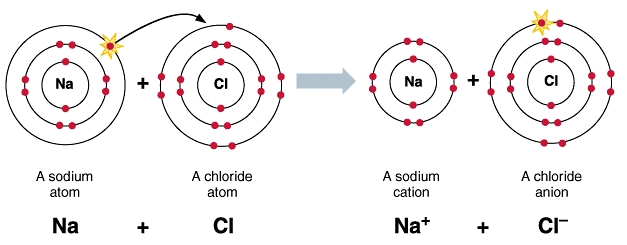 Na + Cl Na + Cl
A sodium atom
A chloride atom
A sodium cation
A chloride anion
Na + Cl Na⁺ + Cl⁻